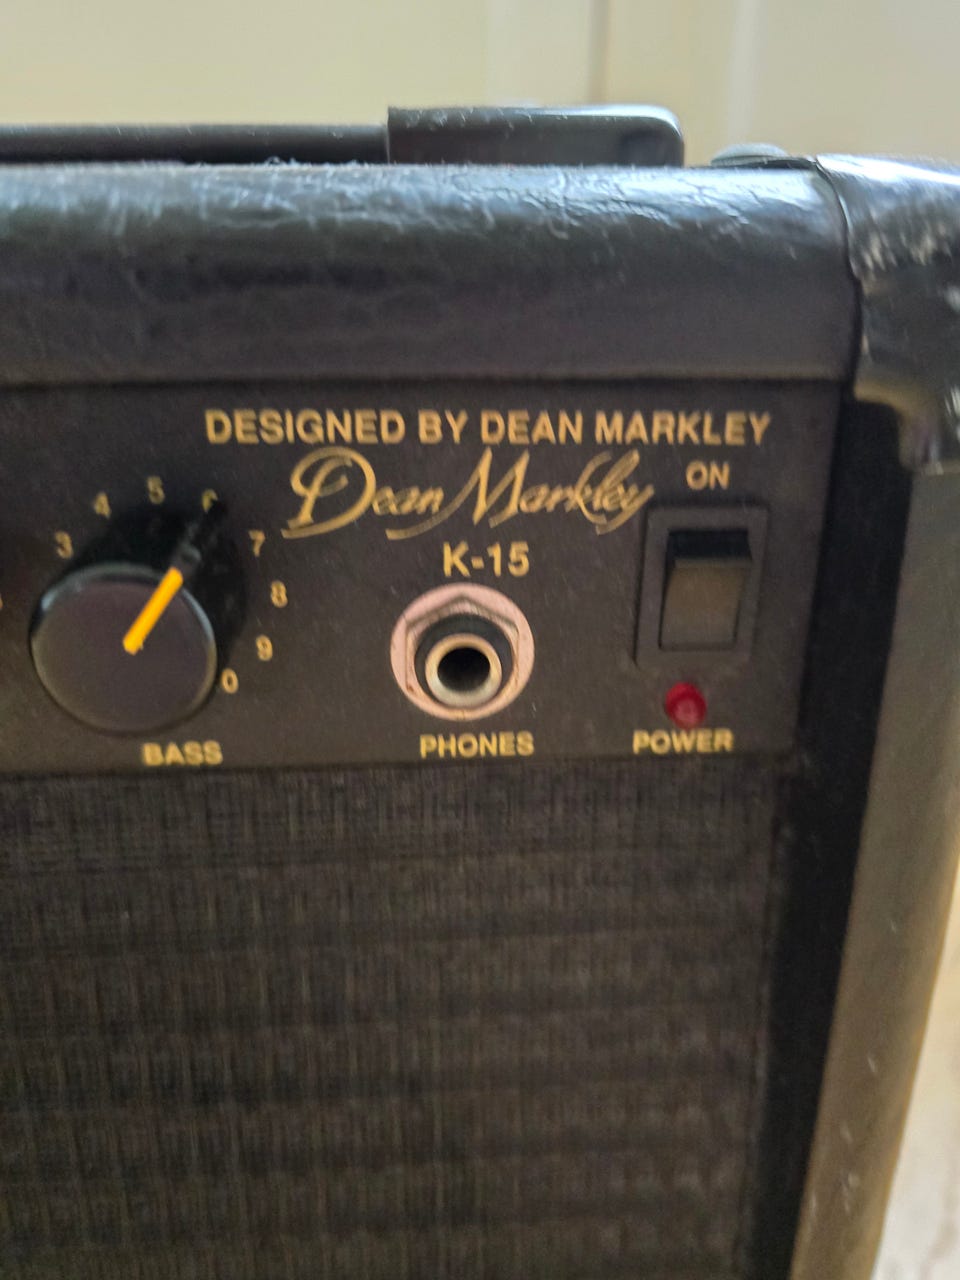 DESIGNED BY DEAN MARKLEY
Dean Markley
ON
K-15
3 4 5 6 7 8 9 0
BASS
PHONES
POWER